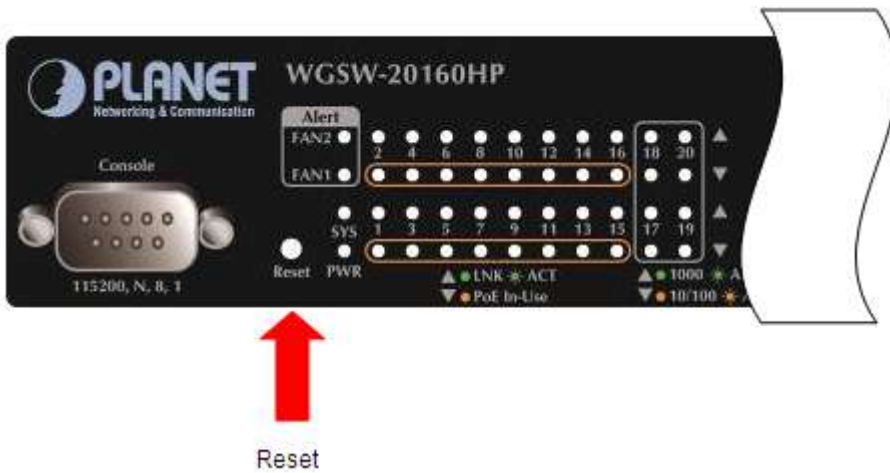 PLANET
Networking & Communication
WGSW-20160HP
Alert
FAN2
FAN1
2 4 6 8 10 12 14 16 18 20
Console
SYS
PWR
1 3 5 7 9 11 13 15 17 19
Reset
115200, N, 8, 1
LNK ACT
PoE In-Use
1000 A
10/100
Reset